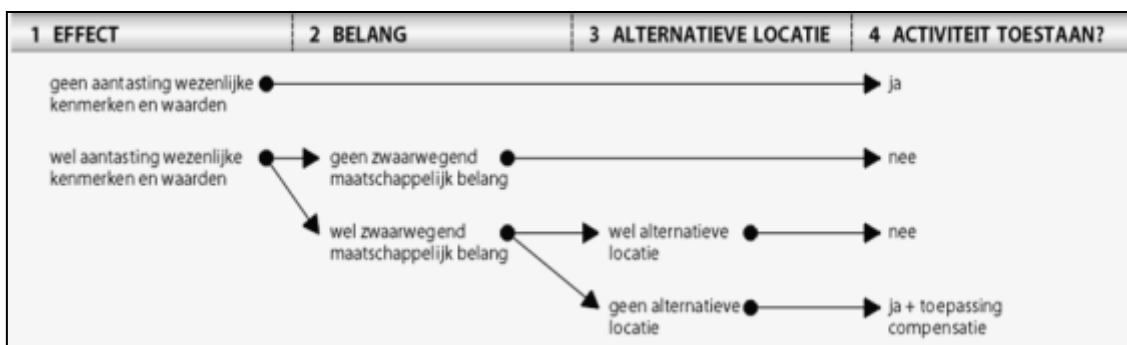 1 EFFECT
2 BELANG
3 ALTERNATIEVE LOCATIE
4 ACTIVITEIT TOESTAAN?
geen aantasting wezenlijke
kenmerken en waarden
ja
wel aantasting wezenlijke
kenmerken en waarden
geen zwaarwegend
maatschappelijk belang
nee
wel zwaarwegend
maatschappelijk belang
wel alternatieve
locatie
nee
geen alternatieve
locatie
ja + toepassing
compensatie